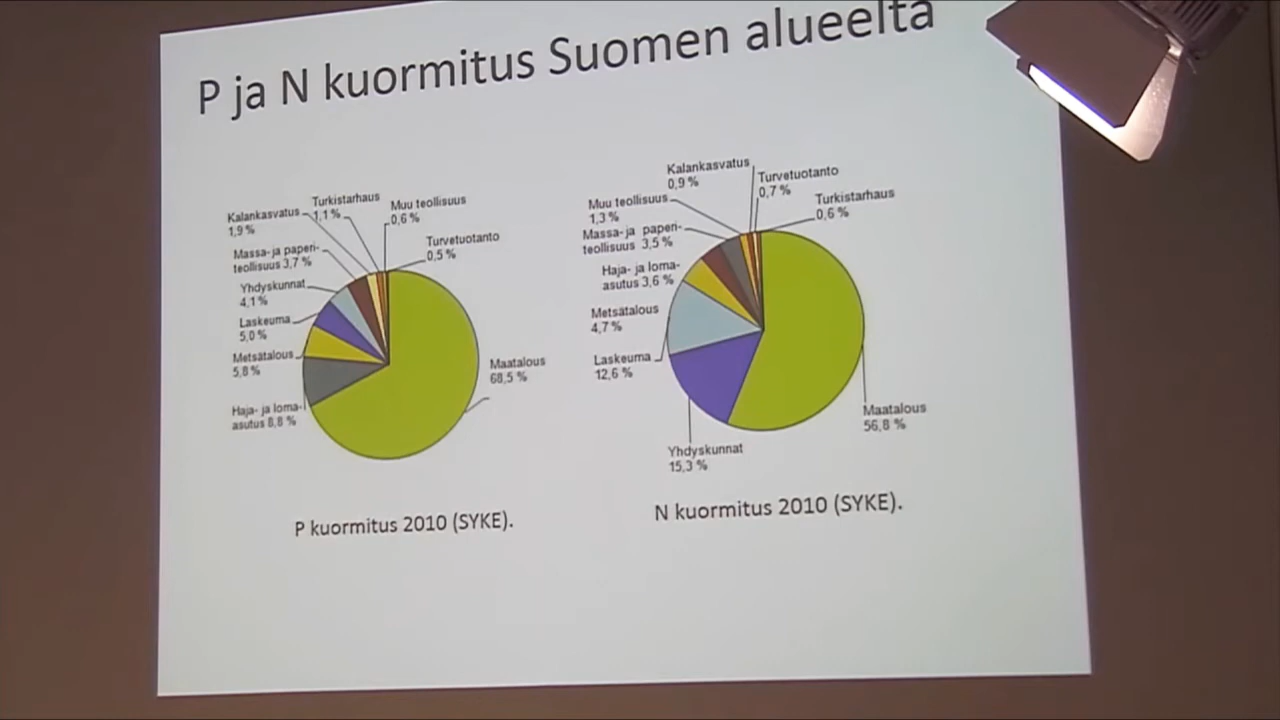 P ja N kuormitus Suomen alueelta
Turkistarhaus
1,1 %
Muu teollisuus
0,6 %
Kalankasvatus
1,9 %
Turvetuotanto
0,5 %
Massa- ja paperi-
teollisuus 3,7 %
Yhdyskunnat
4,1 %
Laskeuma
5,0 %
Metsätalous
5,8 %
Maatalous
68,5 %
Haja- ja loma-
asutus 8,8 %
P kuormitus 2010 (SYKE).
Kalankasvatus
0,9 %
Turvetuotanto
0,7 %
Muu teollisuus
1,3 %
Turkistarhaus
0,6 %
Massa- ja paperi-
teollisuus 3,5 %
Haja- ja loma-
asutus 3,6 %
Metsätalous
4,7 %
Laskeuma
12,6 %
Maatalous
56,8 %
Yhdyskunnat
15,3 %
N kuormitus 2010 (SYKE).